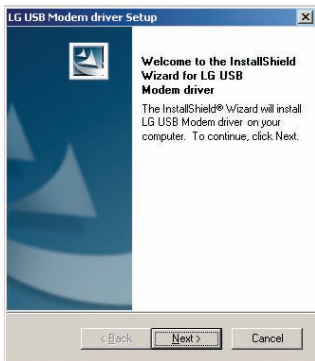 LG USB Modem driver Setup
Welcome to the InstallShield
Wizard for LG USB
Modem driver
The InstallShield® Wizard will install
LG USB Modem driver on your
computer. To continue, click Next.
< Back
Next >
Cancel